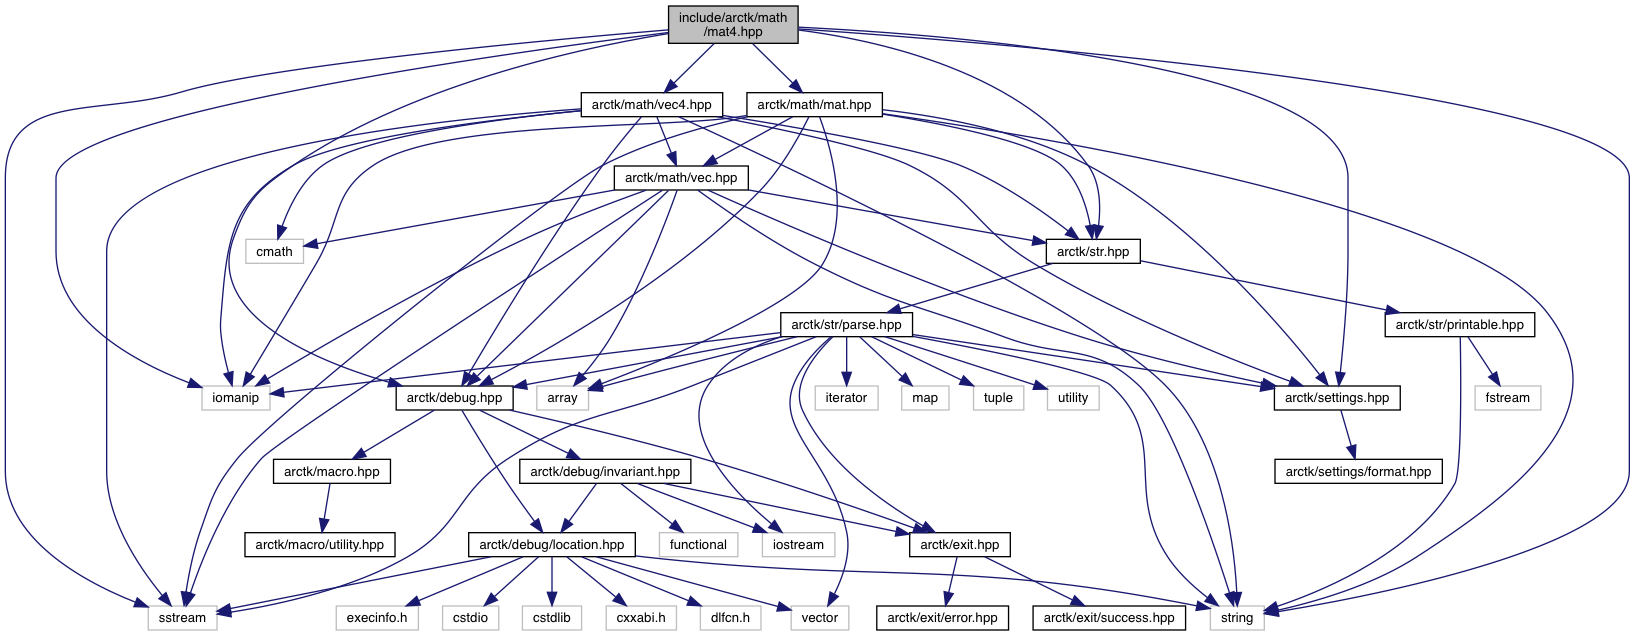 include/arctk/math
/mat4.hpp
arctk/math/vec4.hpp
arctk/math/mat.hpp
arctk/math/vec.hpp
cmath
arctk/str.hpp
arctk/str/parse.hpp
arctk/str/printable.hpp
iomanip
arctk/debug.hpp
array
iterator
map
tuple
utility
arctk/settings.hpp
fstream
arctk/macro.hpp
arctk/debug/invariant.hpp
arctk/settings/format.hpp
arctk/macro/utility.hpp
arctk/debug/location.hpp
functional
iostream
arctk/exit.hpp
sstream
execinfo.h
cstdio
cstdlib
cxxabi.h
dlfcn.h
vector
arctk/exit/error.hpp
arctk/exit/success.hpp
string